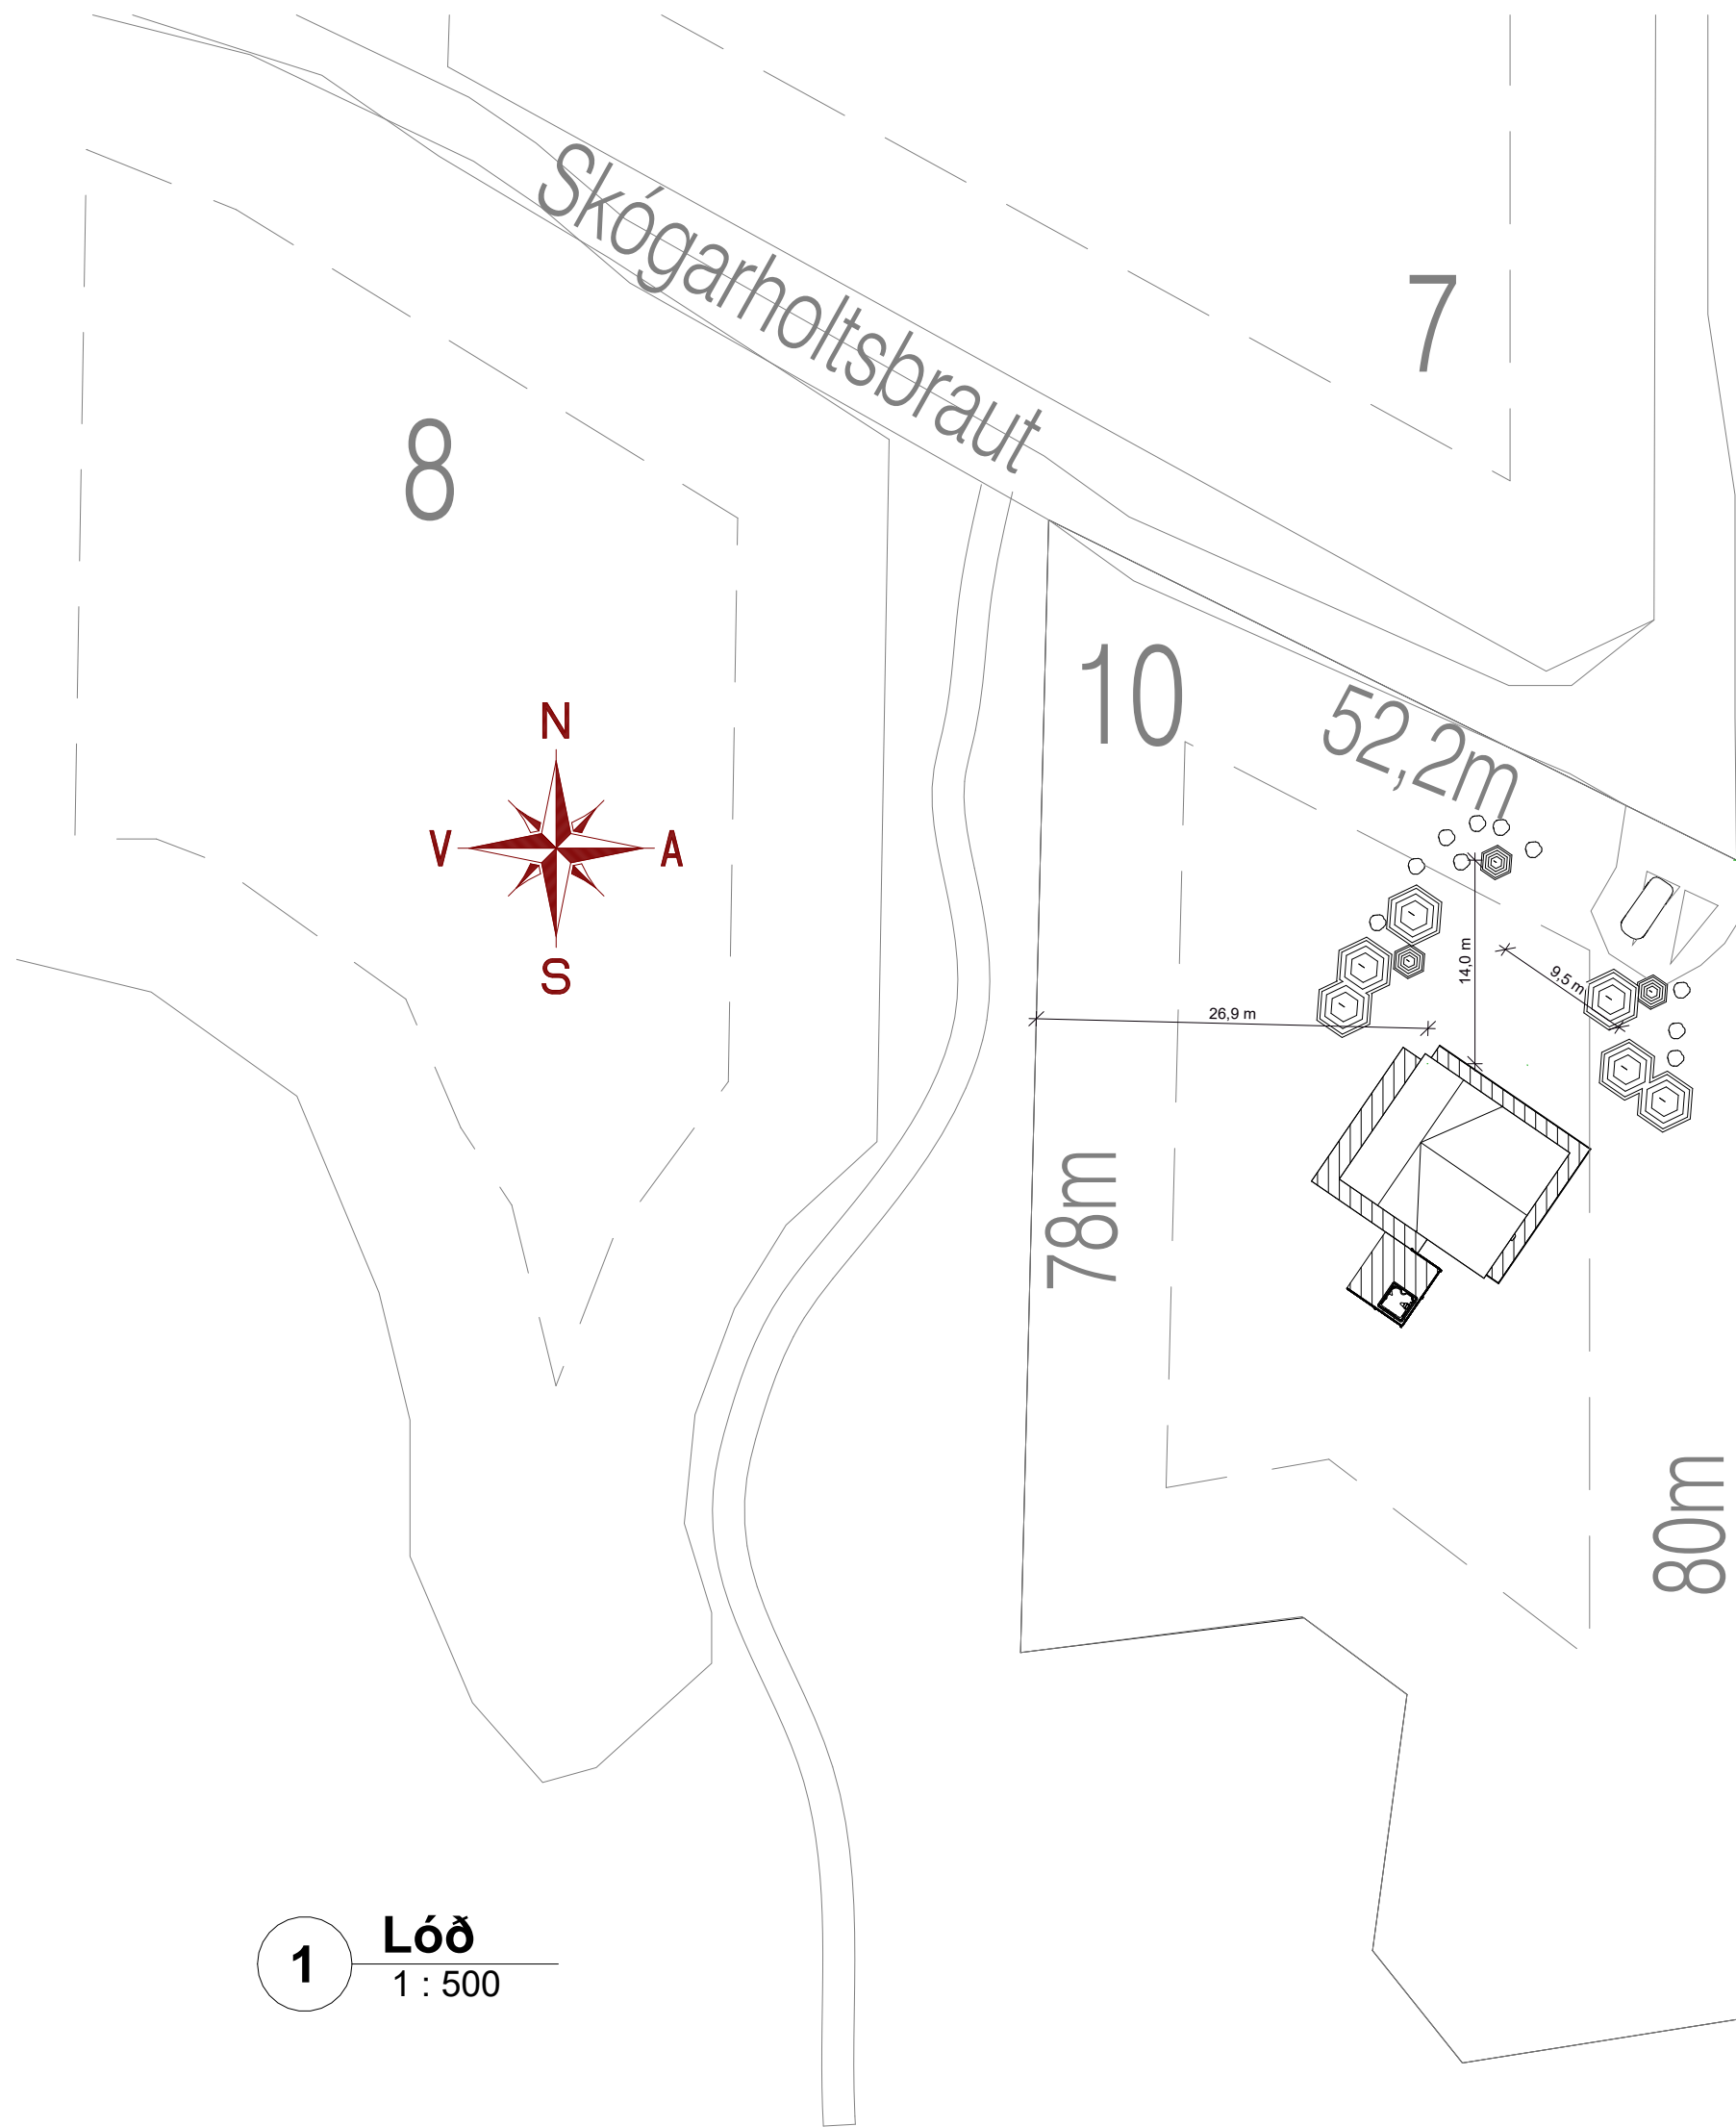 Skógarholtsbraut
7
8
10
52,2m
N
V
A
S
14,0 m
9,5 m
26,9 m
78m
80m
1
Lóð
1 : 500